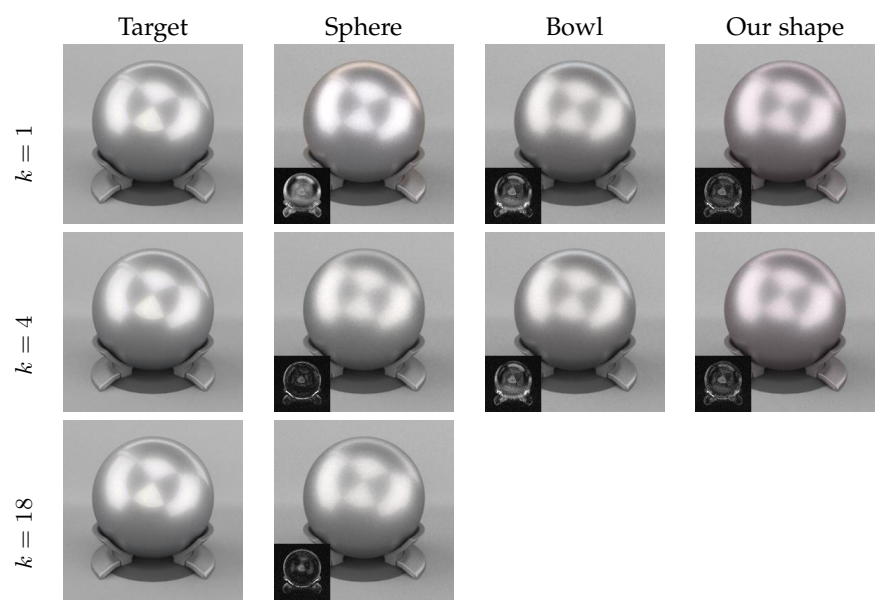 Target Sphere Bowl Our shape
k = 1
k = 4
k = 18